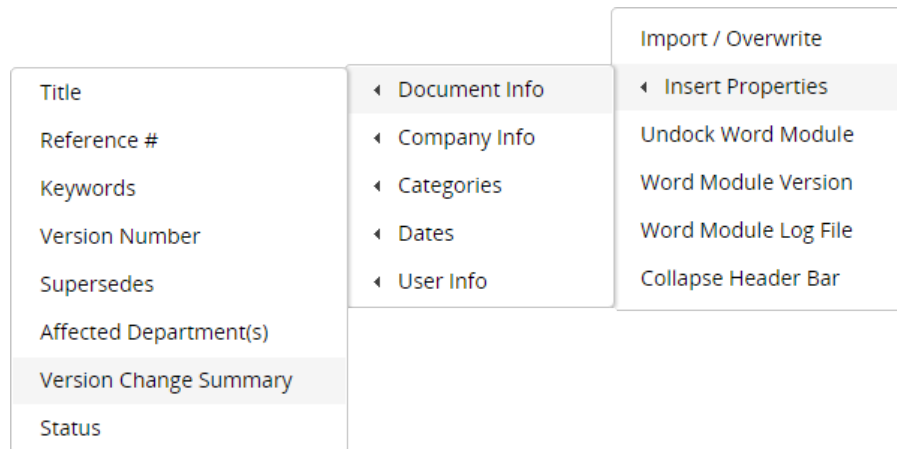 Import / Overwrite
Insert Properties
Undock Word Module
Word Module Version
Word Module Log File
Collapse Header Bar
Document Info
Company Info
Categories
Dates
User Info
Title
Reference #
Keywords
Version Number
Supersedes
Affected Department(s)
Version Change Summary
Status